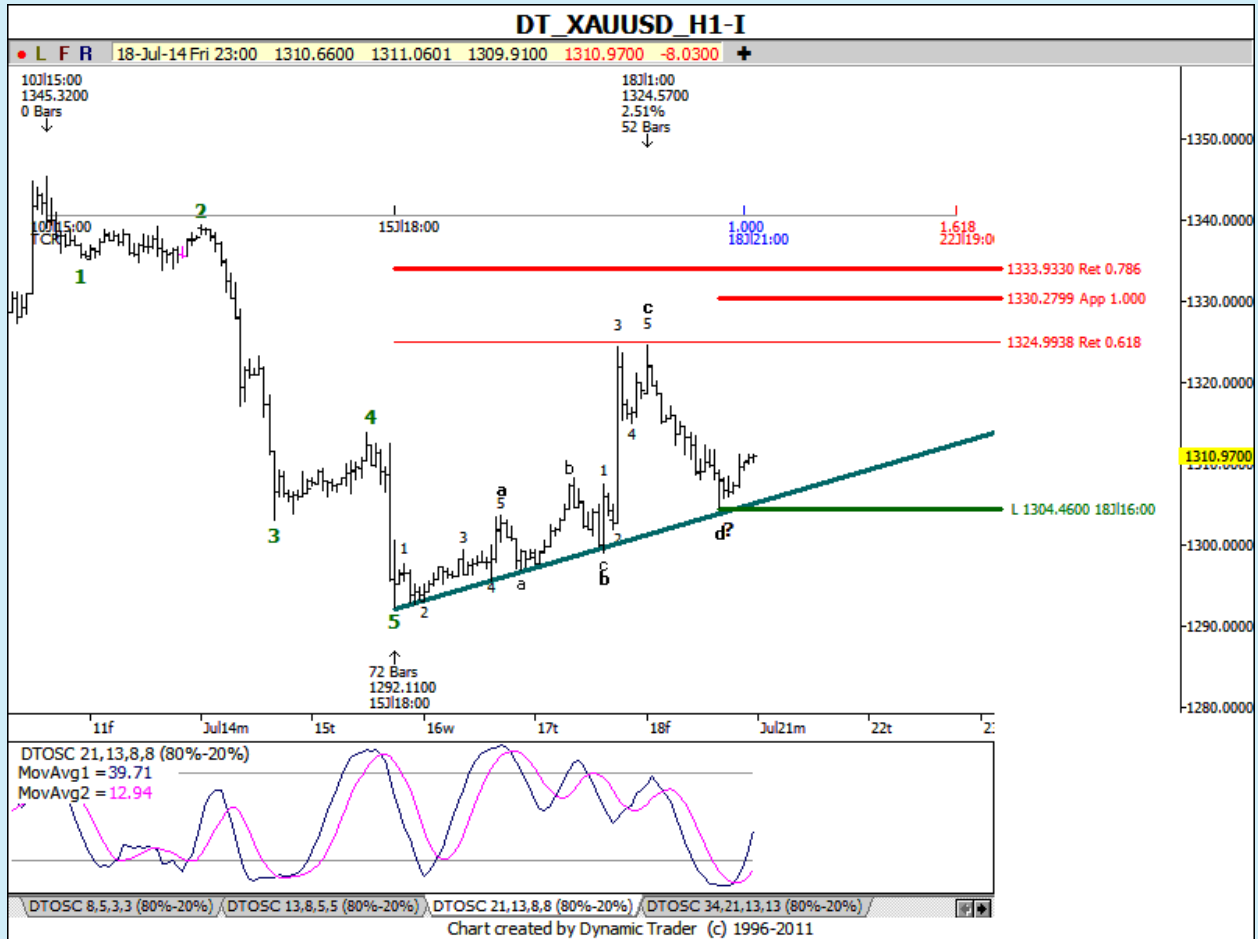 DT_XAUUSD_H1-I
L F R 18-Jul-14 Fri 23:00 1310.6600 1311.0601 1309.9100 1310.9700 -8.0300
10Jl15:00
1345.3200
0 Bars
18Jl1:00
1324.5700
2.51%
52 Bars
1350.0000
1340.0000
1330.0000
1320.0000
1310.9700
1310.0000
1300.0000
1290.0000
1280.0000
10Jl15:00
TCR
15Jl18:00
1.000
18Jl21:00
1.618
22Jl19:00
1333.9330 Ret 0.786
1330.2799 App 1.000
1324.9938 Ret 0.618
L 1304.4600 18Jl16:00
1
2
3
4
5
1
2
3
4
a
5
a
b
1
c
b
2
3
4
c
5
d?
72 Bars
1292.1100
15Jl18:00
11f Jul14m 15t 16w 17t 18f Jul21m 22t 23
DTOSC 21,13,8,8 (80%-20%)
MovAvg1 = 39.71
MovAvg2 = 12.94
DTOSC 8,5,3,3 (80%-20%) DTOSC 13,8,5,5 (80%-20%) DTOSC 21,13,8,8 (80%-20%) DTOSC 34,21,13,13 (80%-20%)
Chart created by Dynamic Trader (c) 1996-2011